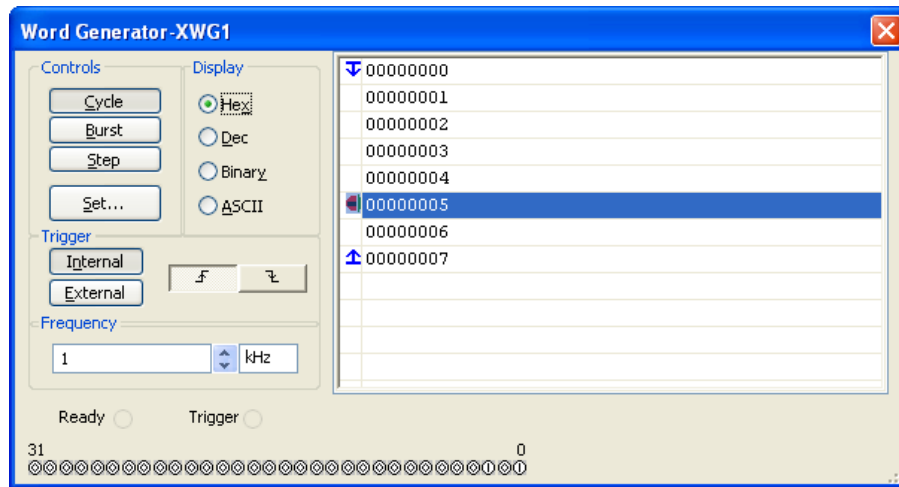 Word Generator-XWG1
Controls
Cycle
Burst
Step
Set...
Display
Hex
Dec
Binary
ASCII
Trigger
Internal
External
Frequency
1
kHz
Ready
Trigger
00000000
00000001
00000002
00000003
00000004
00000005
00000006
00000007
31
0